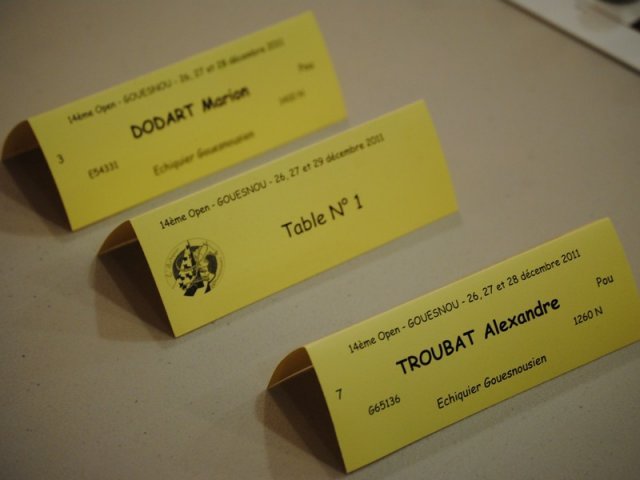 14ème Open - GOUESNOU - 26, 27 et 28 décembre 2011
Pou
3 DODART Marion
E54331 Echiquier Gouesnousien
14ème Open - GOUESNOU - 26, 27 et 29 décembre 2011
Table N° 1
14ème Open - GOUESNOU - 26, 27 et 28 décembre 2011
Pou
7 TROUBAT Alexandre 1260 N
G65136 Echiquier Gouesnousien